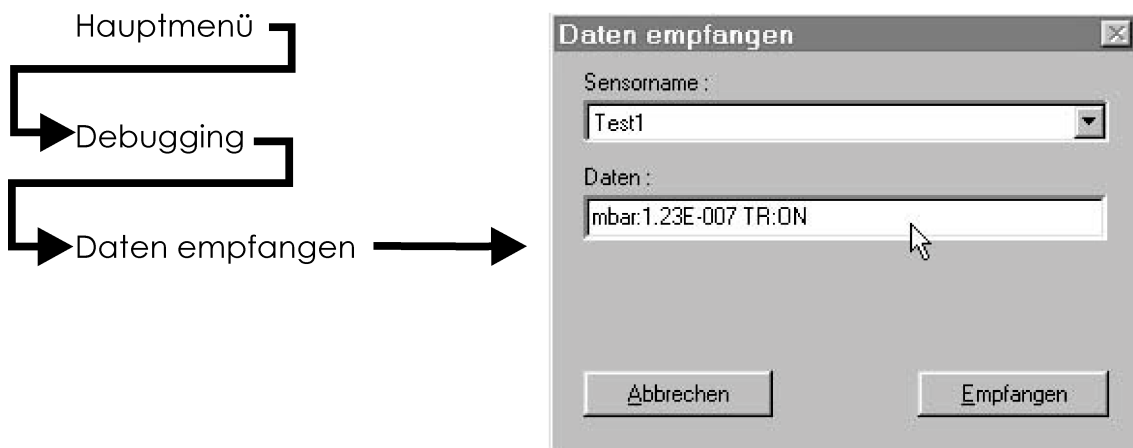 Hauptmenü
Debugging
Daten empfangen
Daten empfangen
Sensorname :
Test1
Daten :
mbar:1.23E-007 TR:ON
Abbrechen
Empfangen